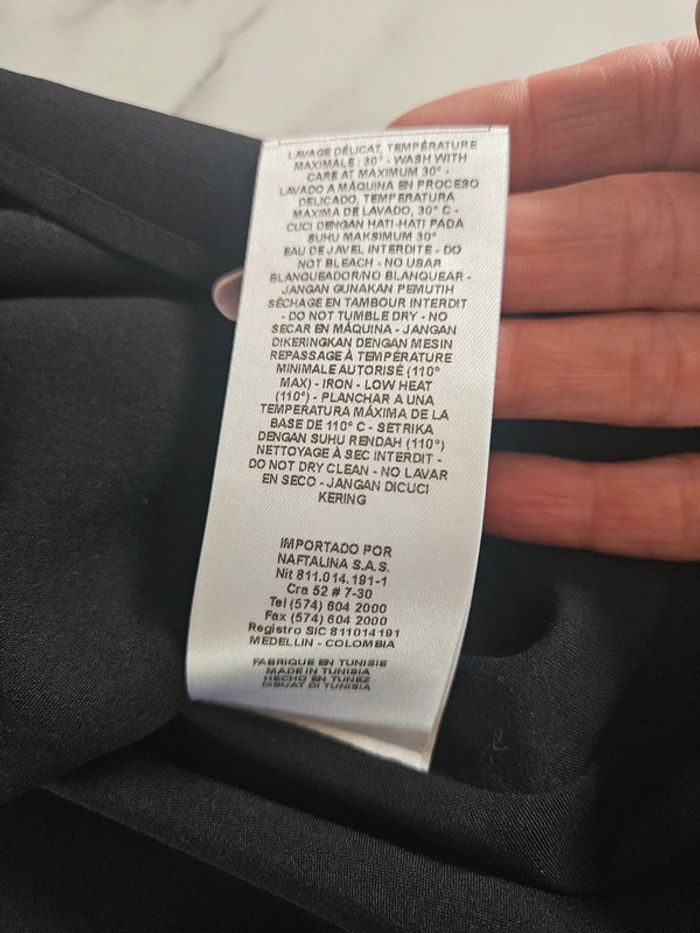 LAVAGE DÉLICAT, TEMPÉRATURE
MAXIMALE : 30° - WASH WITH
CARE AT MAXIMUM 30° -
LAVADO A MÁQUINA EN PROCESO
DELICADO, TEMPERATURA
MAXIMA DE LAVADO, 30° C -
CUCI DENGAN HATI-HATI PADA
SUHU MAKSIMUM 30°
EAU DE JAVEL INTERDITE - DO
NOT BLEACH - NO USAR
BLANQUEADOR/NO BLANQUEAR -
JANGAN GUNAKAN PEMUTIH
SÉCHAGE EN TAMBOUR INTERDIT
- DO NOT TUMBLE DRY - NO
SECAR EN MÁQUINA - JANGAN
DIKERINGKAN DENGAN MESIN
REPASSAGE À TEMPÉRATURE
MINIMALE AUTORISÉ (110°
MAX) - IRON - LOW HEAT
(110°) - PLANCHAR A UNA
TEMPERATURA MÁXIMA DE LA
BASE DE 110° C - SETRIKA
DENGAN SUHU RENDAH (110°)
NETTOYAGE À SEC INTERDIT -
DO NOT DRY CLEAN - NO LAVAR
EN SECO - JANGAN DICUCI
KERING
IMPORTADO POR
NAFTALINA S.A.S.
Nit 811.014.191-1
Cra 52 # 7-30
Tel (574) 604 2000
Fax (574) 604 2000
Registro SIC 811014191
MEDELLIN - COLOMBIA
FABRIQUE EN TUNISIE
MADE IN TUNISIA
HECHO EN TUNEZ
DIBUAT DI TUNISIA